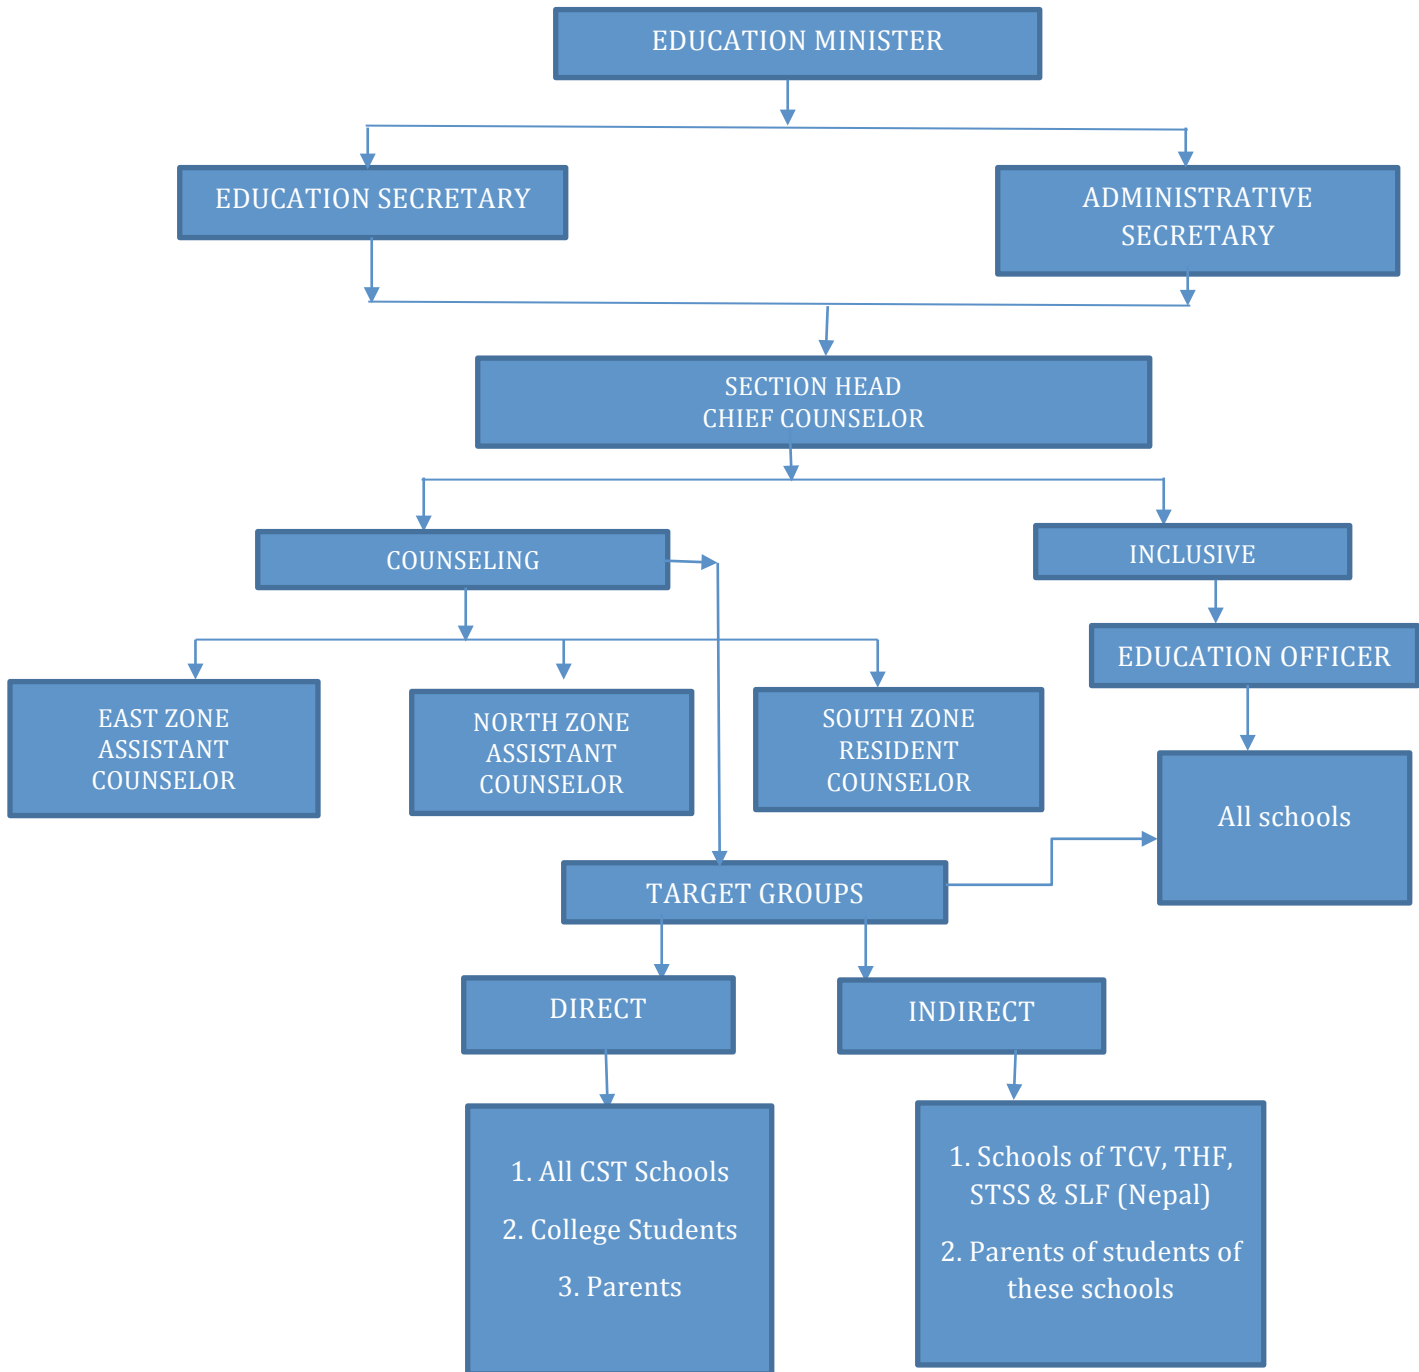 EDUCATION MINISTER
EDUCATION SECRETARY
ADMINISTRATIVE
SECRETARY
SECTION HEAD
CHIEF COUNSELOR
COUNSELING
INCLUSIVE
EDUCATION OFFICER
EAST ZONE
ASSISTANT
COUNSELOR
NORTH ZONE
ASSISTANT
COUNSELOR
SOUTH ZONE
RESIDENT
COUNSELOR
All schools
TARGET GROUPS
DIRECT
INDIRECT
1. All CST Schools
2. College Students
3. Parents
1. Schools of TCV, THF,
STSS & SLF (Nepal)
2. Parents of students of
these schools